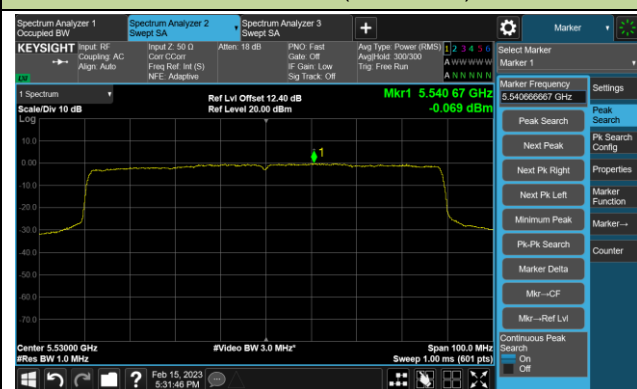 Spectrum Analyzer 1
Occupied BW
Spectrum Analyzer 2
Swept SA
Spectrum Analyzer 3
Swept SA
Marker
KEYSIGHT
Input: RF
Coupling: AC
Align: Auto
Input Z: 50 Ω
Corr CCorr
Freq Ref: Int (S)
NFE: Adaptive
Atten: 18 dB
PNO: Fast
Gate: Off
IF Gain: Low
Sig Track: Off
Avg Type: Power (RMS)
Avg|Hold: 300/300
Trig: Free Run
1 2 3 4 5 6
A W W W W W
A N N N N N
Select Marker
Marker 1
1 Spectrum
Scale/Div 10 dB
Log
Ref Lvl Offset 12.40 dB
Ref Level 20.00 dBm
Mkr1 5.540 67 GHz
-0.069 dBm
10.0
0.00
-10.0
-20.0
-30.0
-40.0
-50.0
-60.0
-70.0
1
Center 5.53000 GHz
#Res BW 1.0 MHz
#Video BW 3.0 MHz*
Span 100.0 MHz
Sweep 1.00 ms (601 pts)
Marker Frequency
5.540666667 GHz
Peak Search
Next Peak
Next Pk Right
Next Pk Left
Minimum Peak
Pk-Pk Search
Marker Delta
Mkr→CF
Mkr→Ref Lvl
Continuous Peak
Search
On
Off
Settings
Peak
Search
Pk Search
Config
Properties
Marker
Function
Marker→
Counter
Feb 15, 2023
5:31:46 PM